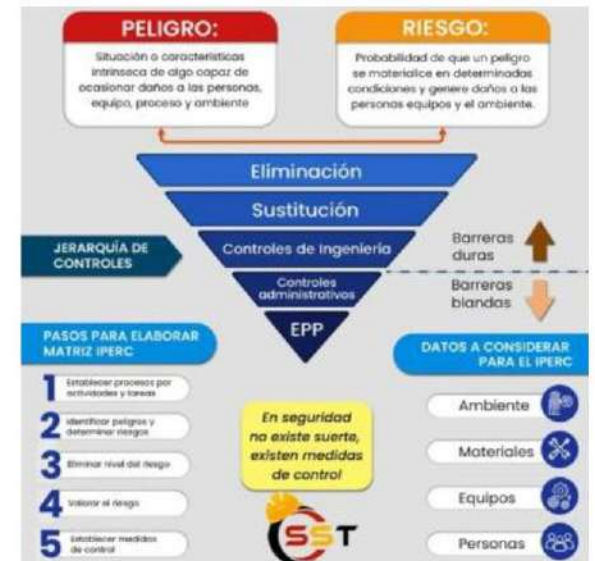 PELIGRO:
Situación o características
intrínseca de algo capaz de
ocasionar daños a las personas,
equipo, proceso y ambiente
RIESGO:
Probabilidad de que un peligro
se materialice en determinadas
condiciones y genere daños a las
personas equipos y el ambiente.
Eliminación
Sustitución
Controles de Ingeniería
Controles
administrativos
EPP
JERARQUÍA DE
CONTROLES
Barreras
duras
Barreras
blandas
PASOS PARA ELABORAR
MATRIZ IPERC
1 Establecer procesos por
actividades y tareas
2 Identificar peligros y
determinar riesgos
3 Eliminar nivel del riesgo
4 Valorar el riesgo
5 Establecer medidas
de control
En seguridad
no existe suerte,
existen medidas
de control
SST
DATOS A CONSIDERAR
PARA EL IPERC
Ambiente
Materiales
Equipos
Personas